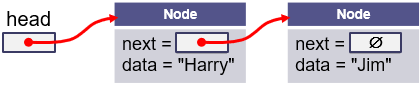 head
Node
next =
data = "Harry"
Node
next = Ø
data = "Jim"